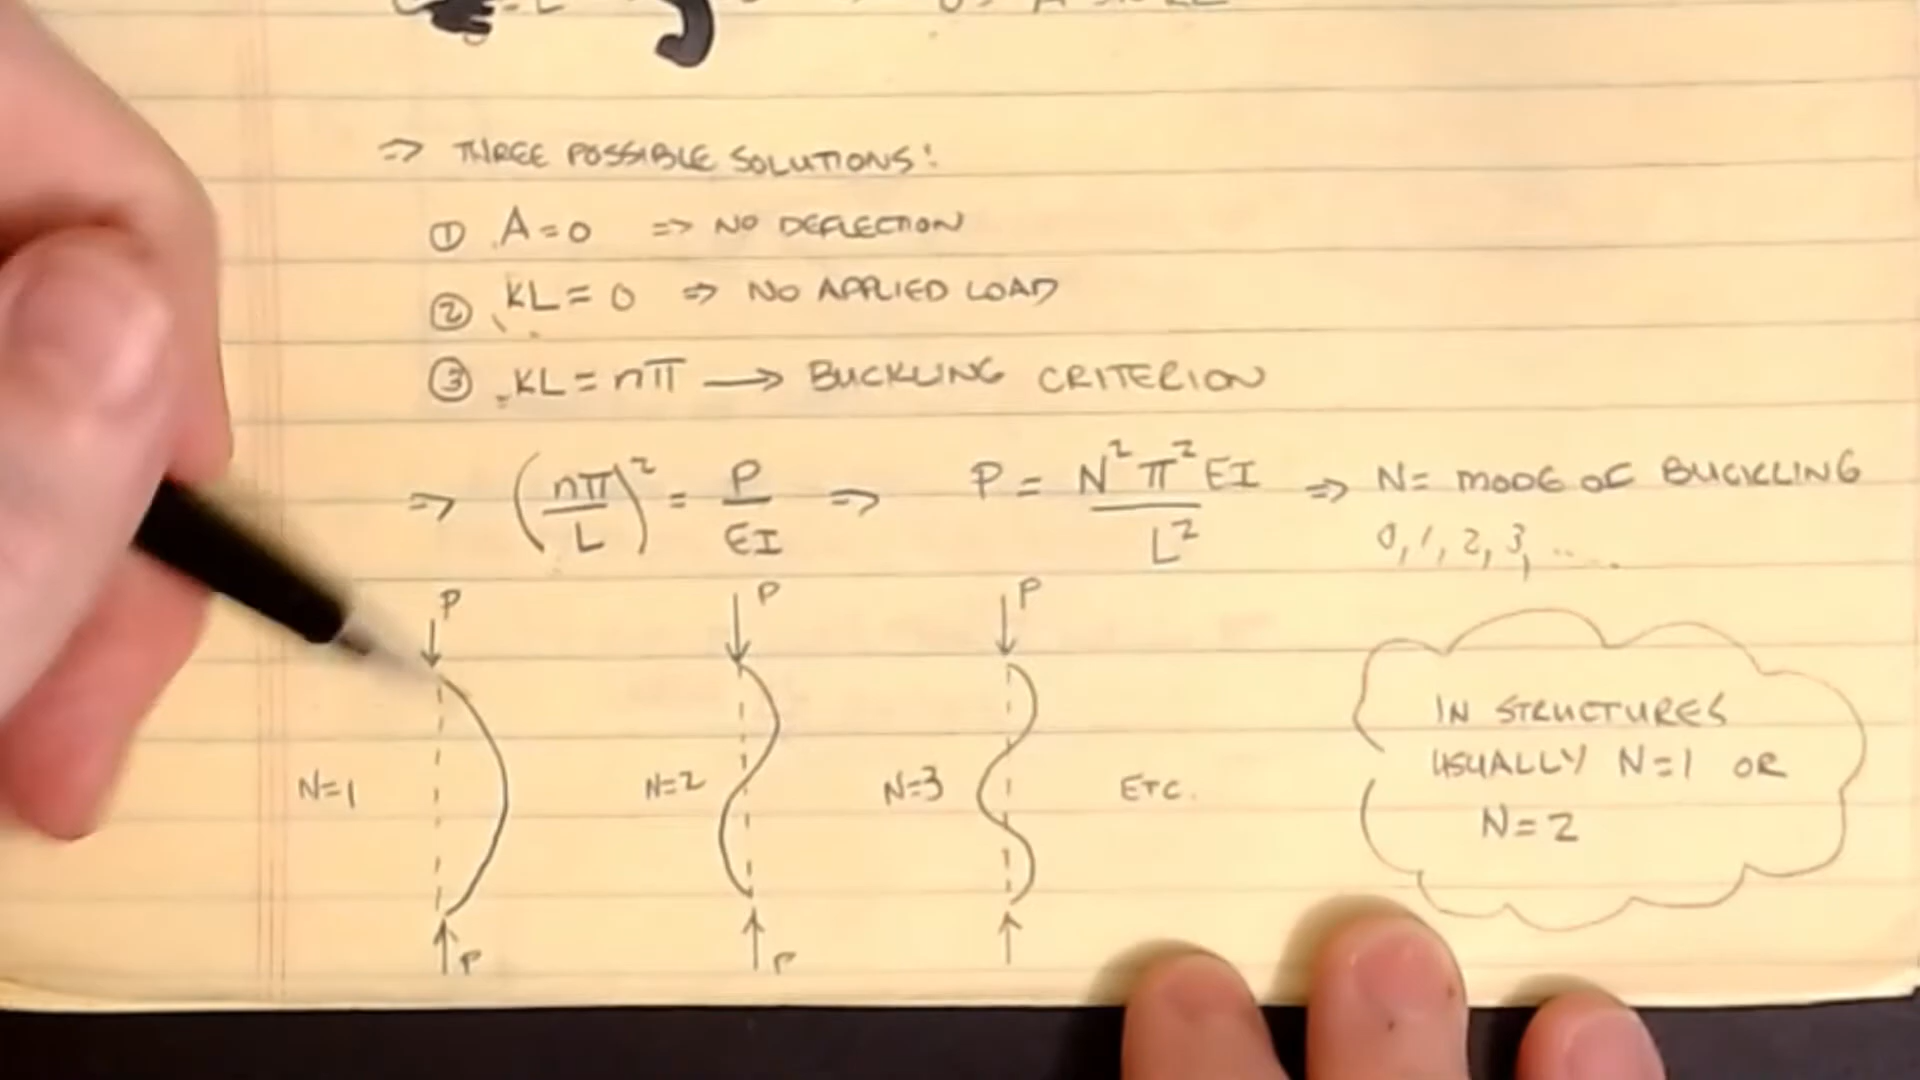 ⇒ THREE POSSIBLE SOLUTIONS:
① A=0 ⇒ NO DEFLECTION
② KL=0 ⇒ NO APPLIED LOAD
③ KL=nπ → BUCKLING CRITERION
⇒ (nπ/L)² = P/EI ⇒ P = N²π²EI/L² ⇒ N= MODE OF BUCKLING
0, 1, 2, 3, ....
P P P
N=1 N=2 N=3 ETC.
P P
IN STRUCTURES
USUALLY N=1 OR
N=2